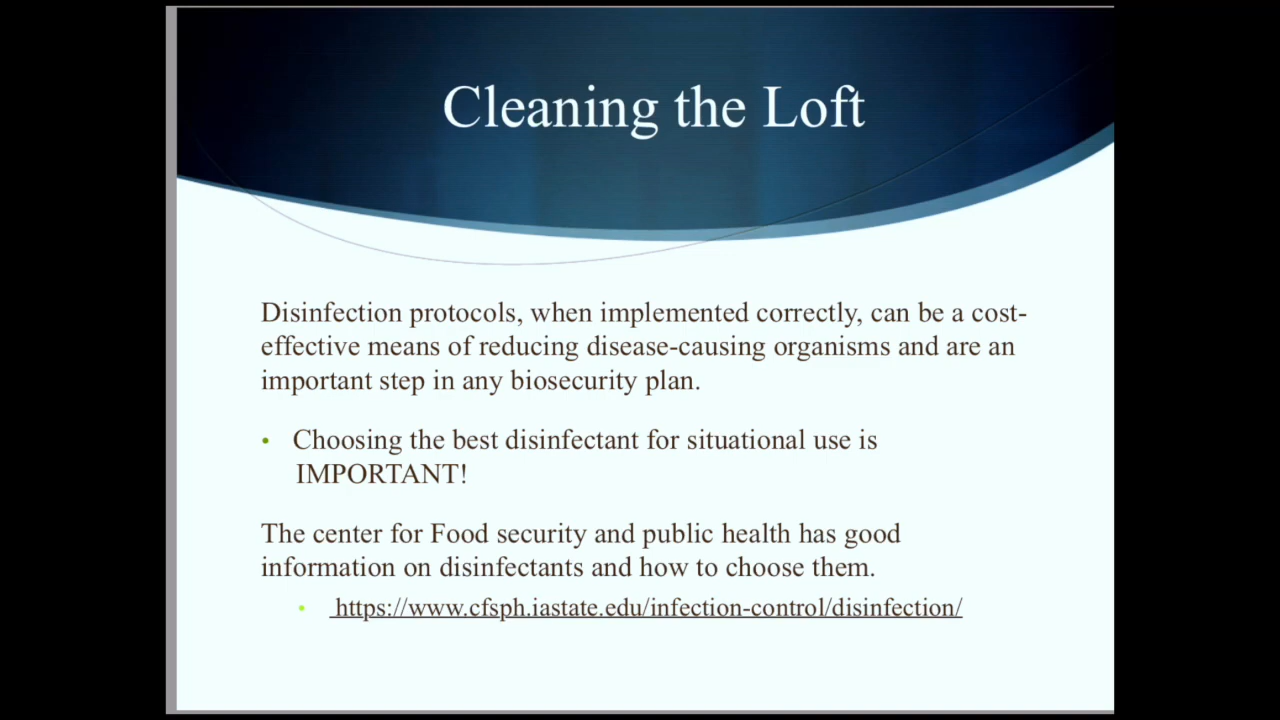 Cleaning the Loft
Disinfection protocols, when implemented correctly, can be a cost-
effective means of reducing disease-causing organisms and are an
important step in any biosecurity plan.
• Choosing the best disinfectant for situational use is
IMPORTANT!
The center for Food security and public health has good
information on disinfectants and how to choose them.
• https://www.cfsph.iastate.edu/infection-control/disinfection/